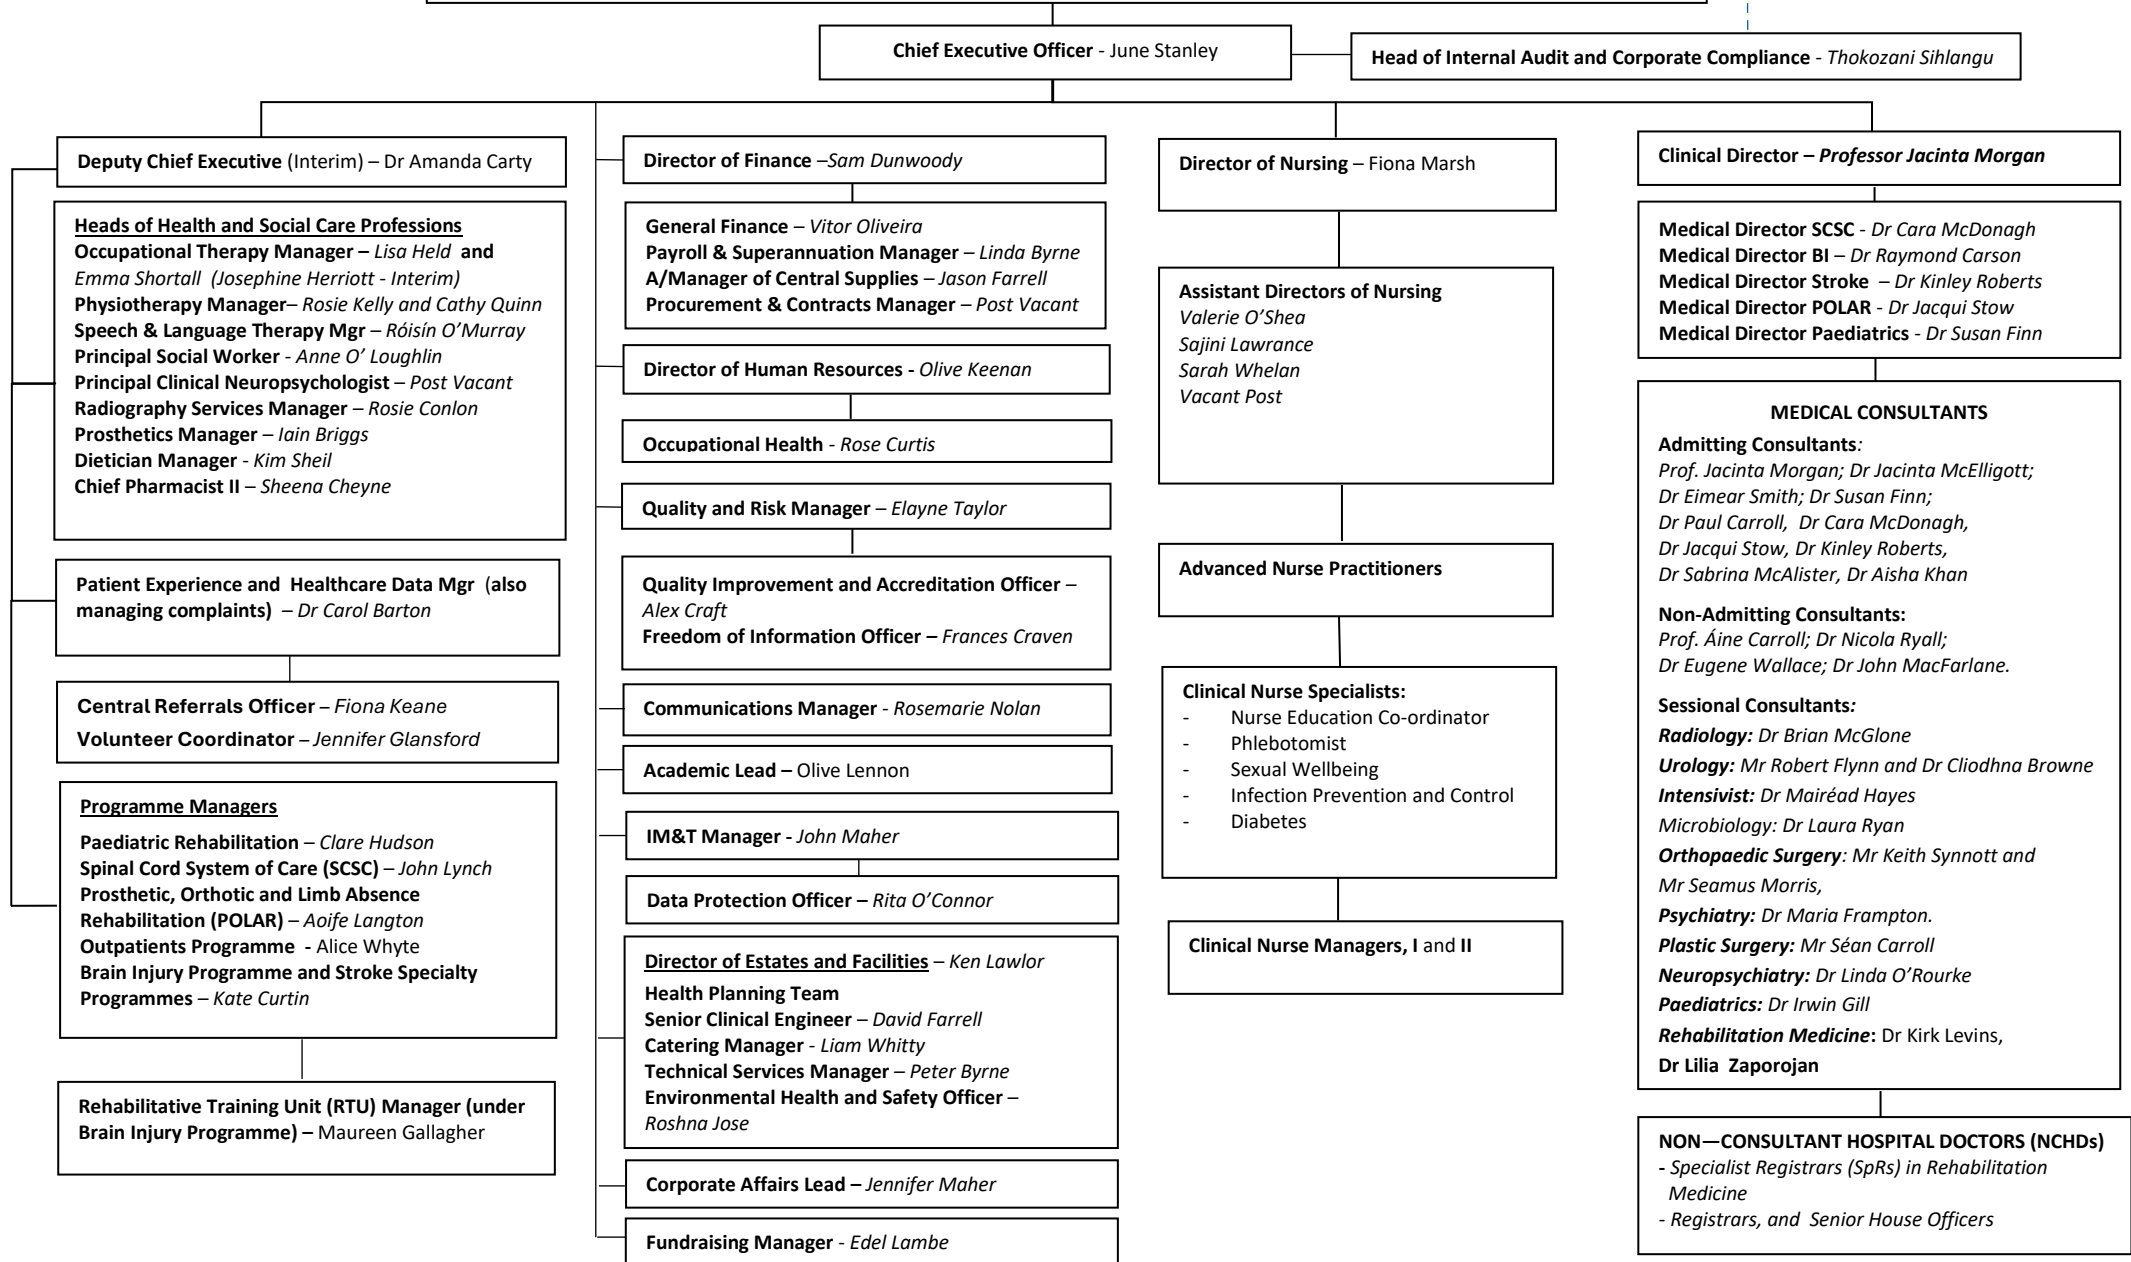 Chief Executive Officer - June Stanley
Head of Internal Audit and Corporate Compliance - Thokozani Sihlangu
Deputy Chief Executive (Interim) – Dr Amanda Carty
Heads of Health and Social Care Professions
Occupational Therapy Manager – Lisa Held and
Emma Shortall (Josephine Herriott - Interim)
Physiotherapy Manager– Rosie Kelly and Cathy Quinn
Speech & Language Therapy Mgr – Róisín O’Murray
Principal Social Worker - Anne O’ Loughlin
Principal Clinical Neuropsychologist – Post Vacant
Radiography Services Manager – Rosie Conlon
Prosthetics Manager – Iain Briggs
Dietician Manager - Kim Sheil
Chief Pharmacist II – Sheena Cheyne
Patient Experience and Healthcare Data Mgr (also
managing complaints) – Dr Carol Barton
Central Referrals Officer – Fiona Keane
Volunteer Coordinator – Jennifer Glansford
Programme Managers
Paediatric Rehabilitation – Clare Hudson
Spinal Cord System of Care (SCSC) – John Lynch
Prosthetic, Orthotic and Limb Absence
Rehabilitation (POLAR) – Aoife Langton
Outpatients Programme - Alice Whyte
Brain Injury Programme and Stroke Specialty
Programmes – Kate Curtin
Rehabilitative Training Unit (RTU) Manager (under
Brain Injury Programme) – Maureen Gallagher
Director of Finance –Sam Dunwoody
General Finance – Vitor Oliveira
Payroll & Superannuation Manager – Linda Byrne
A/Manager of Central Supplies – Jason Farrell
Procurement & Contracts Manager – Post Vacant
Director of Human Resources - Olive Keenan
Occupational Health - Rose Curtis
Quality and Risk Manager – Elayne Taylor
Quality Improvement and Accreditation Officer –
Alex Craft
Freedom of Information Officer – Frances Craven
Communications Manager - Rosemarie Nolan
Academic Lead – Olive Lennon
IM&T Manager - John Maher
Data Protection Officer – Rita O’Connor
Director of Estates and Facilities – Ken Lawlor
Health Planning Team
Senior Clinical Engineer – David Farrell
Catering Manager - Liam Whitty
Technical Services Manager – Peter Byrne
Environmental Health and Safety Officer –
Roshna Jose
Corporate Affairs Lead – Jennifer Maher
Fundraising Manager - Edel Lambe
Director of Nursing – Fiona Marsh
Assistant Directors of Nursing
Valerie O’Shea
Sajini Lawrance
Sarah Whelan
Vacant Post
Advanced Nurse Practitioners
Clinical Nurse Specialists:
- Nurse Education Co-ordinator
- Phlebotomist
- Sexual Wellbeing
- Infection Prevention and Control
- Diabetes
Clinical Nurse Managers, I and II
Clinical Director – Professor Jacinta Morgan
Medical Director SCSC - Dr Cara McDonagh
Medical Director BI – Dr Raymond Carson
Medical Director Stroke – Dr Kinley Roberts
Medical Director POLAR - Dr Jacqui Stow
Medical Director Paediatrics - Dr Susan Finn
MEDICAL CONSULTANTS
Admitting Consultants:
Prof. Jacinta Morgan; Dr Jacinta McElligott;
Dr Eimear Smith; Dr Susan Finn;
Dr Paul Carroll, Dr Cara McDonagh,
Dr Jacqui Stow, Dr Kinley Roberts,
Dr Sabrina McAlister, Dr Aisha Khan
Non-Admitting Consultants:
Prof. Áine Carroll; Dr Nicola Ryall;
Dr Eugene Wallace; Dr John MacFarlane.
Sessional Consultants:
Radiology: Dr Brian McGlone
Urology: Mr Robert Flynn and Dr Cliodhna Browne
Intensivist: Dr Mairéad Hayes
Microbiology: Dr Laura Ryan
Orthopaedic Surgery: Mr Keith Synnott and
Mr Seamus Morris,
Psychiatry: Dr Maria Frampton.
Plastic Surgery: Mr Séan Carroll
Neuropsychiatry: Dr Linda O’Rourke
Paediatrics: Dr Irwin Gill
Rehabilitation Medicine: Dr Kirk Levins,
Dr Lilia Zaporojan
NON—CONSULTANT HOSPITAL DOCTORS (NCHDs)
- Specialist Registrars (SpRs) in Rehabilitation
Medicine
- Registrars, and Senior House Officers